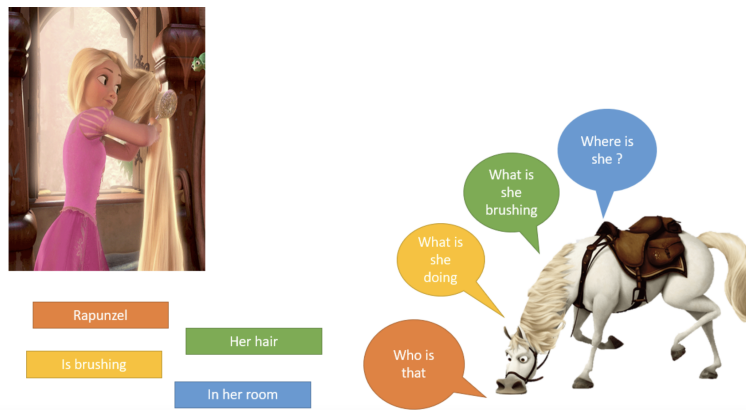 Where is
she ?
What is
she
brushing
What is
she
doing
Who is
that
Rapunzel
Her hair
Is brushing
In her room